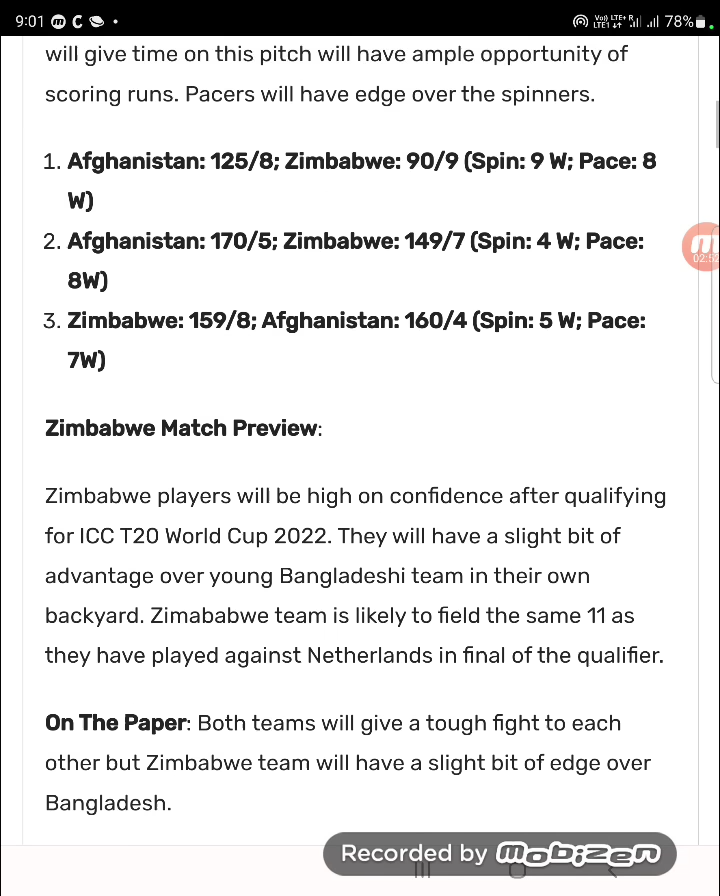 9:01 m C
Vo)) LTE+ R
LTE1 78%
will give time on this pitch will have ample opportunity of
scoring runs. Pacers will have edge over the spinners.
1. Afghanistan: 125/8; Zimbabwe: 90/9 (Spin: 9 W; Pace: 8
W)
2. Afghanistan: 170/5; Zimbabwe: 149/7 (Spin: 4 W; Pace:
8W)
m
02:52
3. Zimbabwe: 159/8; Afghanistan: 160/4 (Spin: 5 W; Pace:
7W)
Zimbabwe Match Preview:
Zimbabwe players will be high on confidence after qualifying
for ICC T20 World Cup 2022. They will have a slight bit of
advantage over young Bangladeshi team in their own
backyard. Zimababwe team is likely to field the same 11 as
they have played against Netherlands in final of the qualifier.
On The Paper: Both teams will give a tough fight to each
other but Zimbabwe team will have a slight bit of edge over
Bangladesh.
Recorded by mobizen